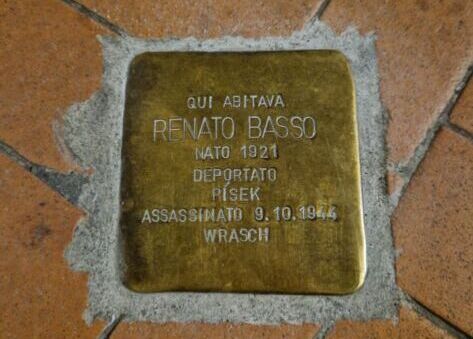 QUI ABITAVA
RENATO BASSO
NATO 1921
DEPORTATO
PÍSEK
ASSASSINATO 9.10.1944
WRASCH